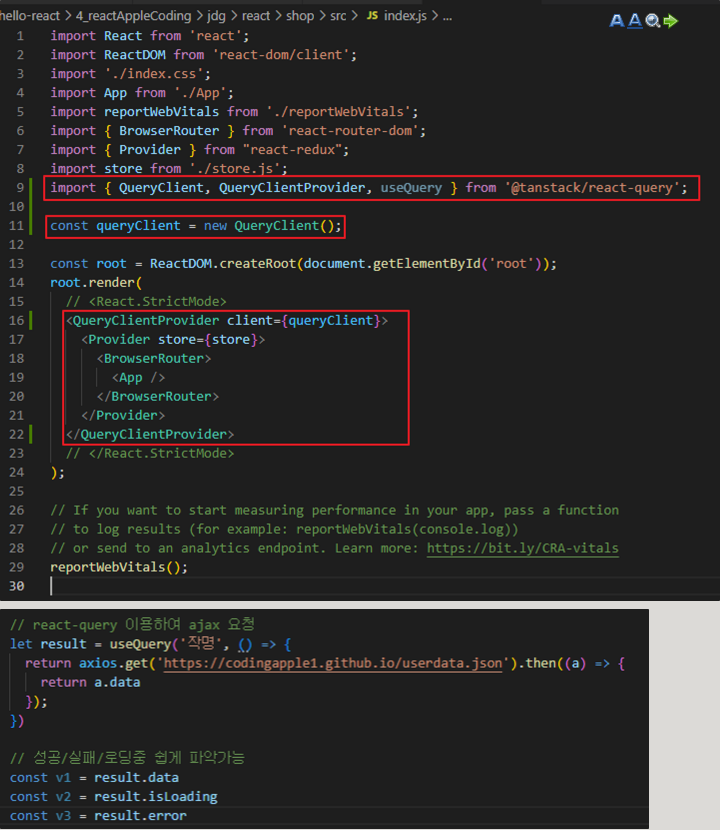 hello-react > 4_reactAppleCoding > jdg > react > shop > src > JS index.js > ...
1 import React from 'react';
2 import ReactDOM from 'react-dom/client';
3 import './index.css';
4 import App from './App';
5 import reportWebVitals from './reportWebVitals';
6 import { BrowserRouter } from 'react-router-dom';
7 import { Provider } from "react-redux";
8 import store from './store.js';
9 import { QueryClient, QueryClientProvider, useQuery } from '@tanstack/react-query';
10
11 const queryClient = new QueryClient();
12
13 const root = ReactDOM.createRoot(document.getElementById('root'));
14 root.render(
15 // <React.StrictMode>
16 <QueryClientProvider client={queryClient}>
17 <Provider store={store}>
18 <BrowserRouter>
19 <App />
20 </BrowserRouter>
21 </Provider>
22 </QueryClientProvider>
23 // </React.StrictMode>
24 );
25
26 // If you want to start measuring performance in your app, pass a function
27 // to log results (for example: reportWebVitals(console.log))
28 // or send to an analytics endpoint. Learn more: https://bit.ly/CRA-vitals
29 reportWebVitals();
30
// react-query 이용하여 ajax 요청
let result = useQuery('작명', () => {
return axios.get('https://codingapple1.github.io/userdata.json').then((a) => {
return a.data
});
})
// 성공/실패/로딩중 쉽게 파악가능
const v1 = result.data
const v2 = result.isLoading
const v3 = result.error